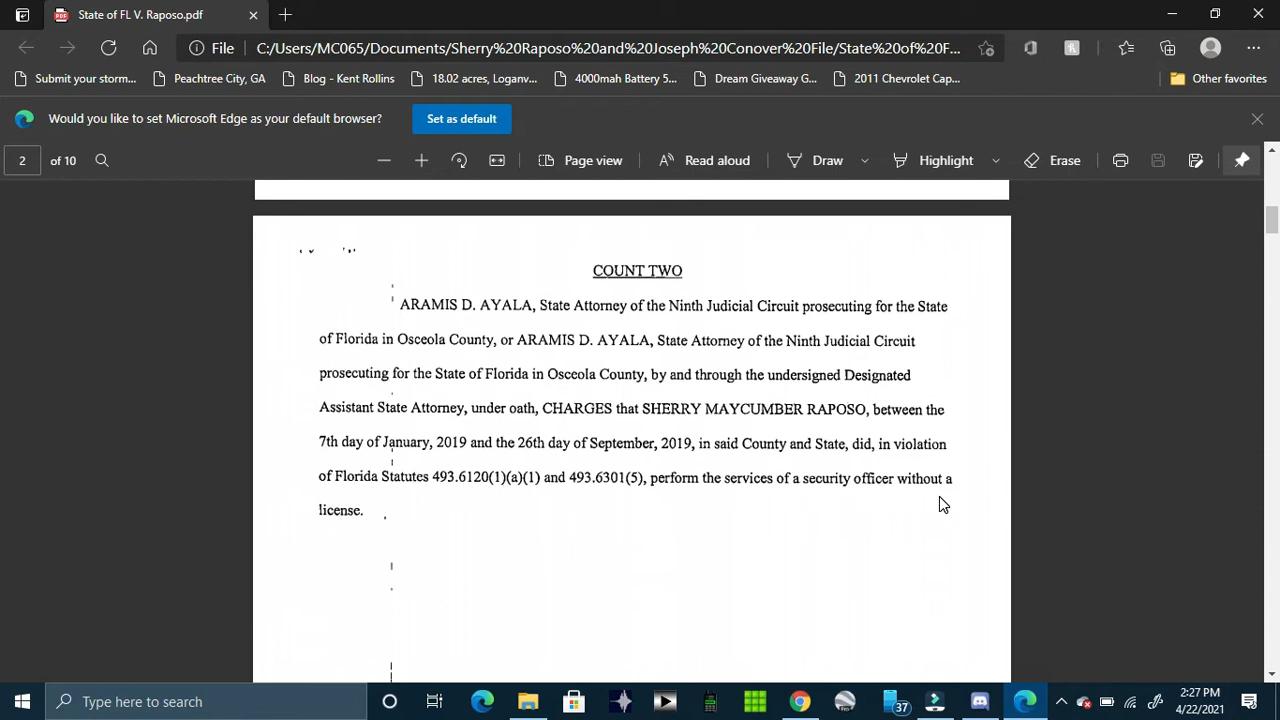 State of FL V. Raposo.pdf
File
C:/Users/MC065/Documents/Sherry%20Raposo%20and%20Joseph%20Conover%20File/State%20of%20F...
Submit your storm...
Peachtree City, GA
Blog - Kent Rollins
18.02 acres, Loganv...
4000mah Battery 5...
Dream Giveaway G...
2011 Chevrolet Cap...
Other favorites
Would you like to set Microsoft Edge as your default browser?
Set as default
2 of 10
Page view
Read aloud
Draw
Highlight
Erase
COUNT TWO
ARAMIS D. AYALA, State Attorney of the Ninth Judicial Circuit prosecuting for the State
of Florida in Osceola County, or ARAMIS D. AYALA, State Attorney of the Ninth Judicial Circuit
prosecuting for the State of Florida in Osceola County, by and through the undersigned Designated
Assistant State Attorney, under oath, CHARGES that SHERRY MAYCUMBER RAPOSO, between the
7th day of January, 2019 and the 26th day of September, 2019, in said County and State, did, in violation
of Florida Statutes 493.6120(1)(a)(1) and 493.6301(5), perform the services of a security officer without a
license.
Type here to search
37
2:27 PM
4/22/2021